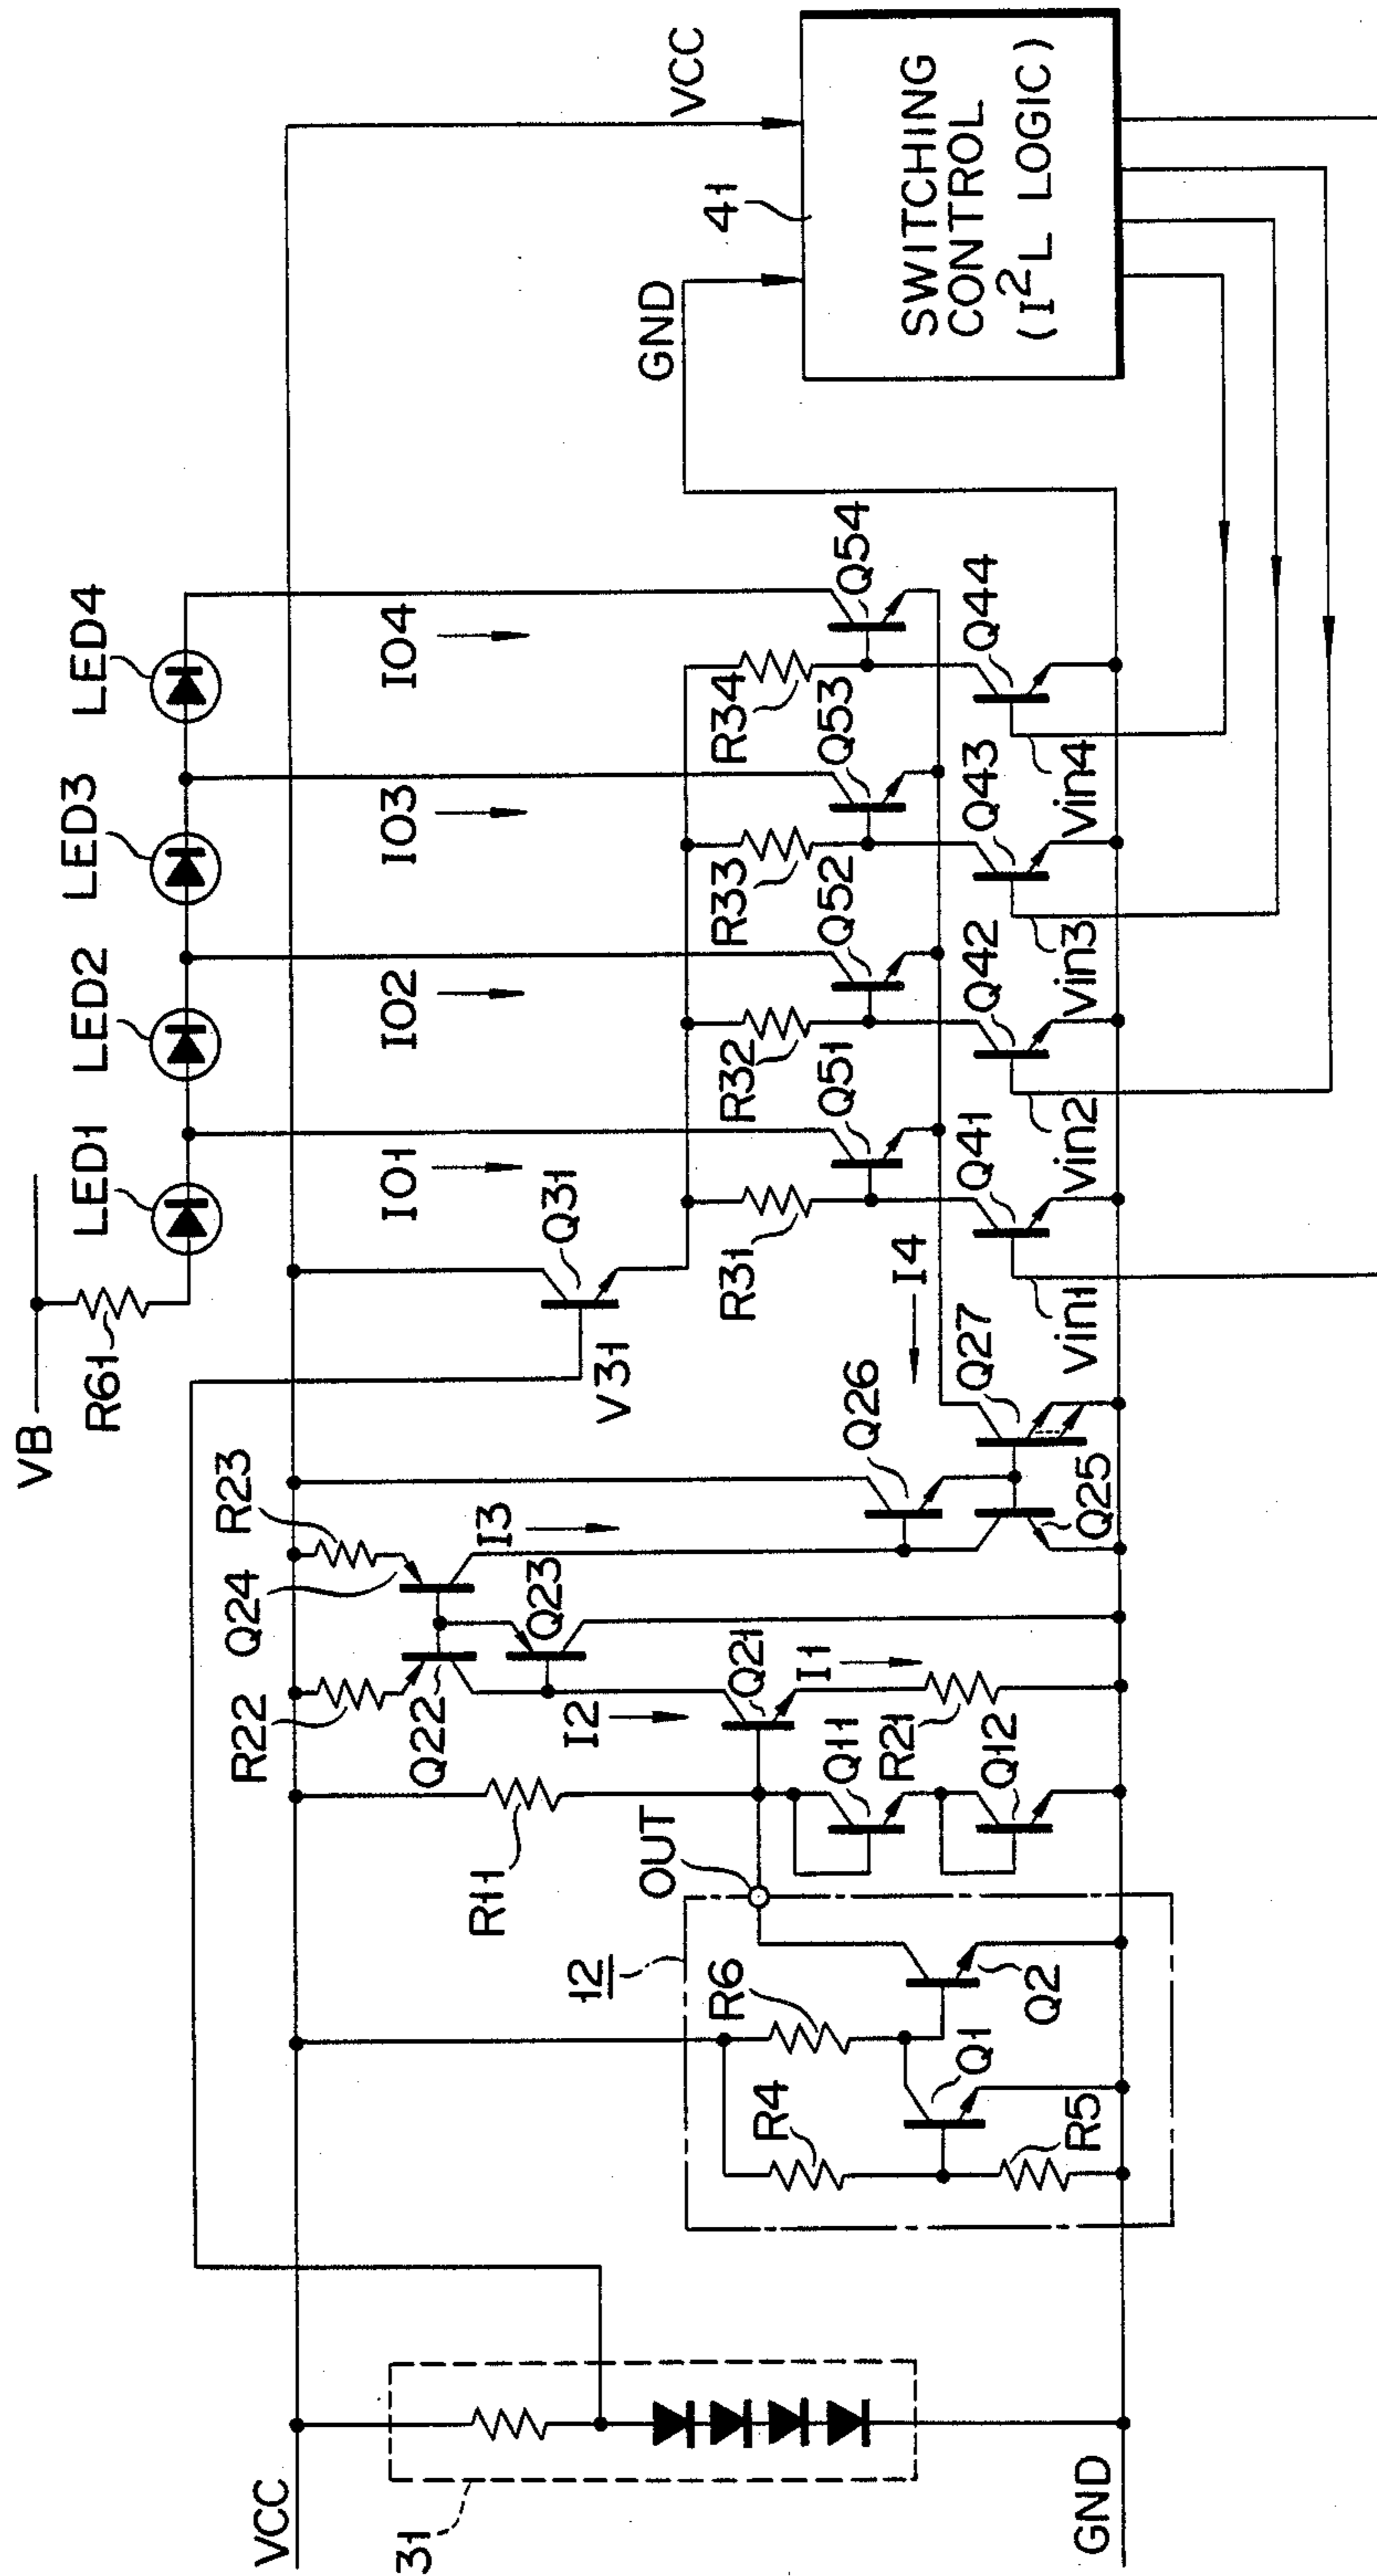 VB
R61
LED1
LED2
LED3
LED4
VCC
31
R23
R22
Q24
Q22
Q23
I3
I2
Q21
I1
R11
OUT
12
R6
R4
Q1
R5
Q2
Q11
R21
Q12
Q26
Q27
Q25
I4
V31
Q31
IO1
IO2
IO3
IO4
R31
R32
R33
R34
Q51
Q52
Q53
Q54
Q41
Q42
Q43
Q44
Vin1
Vin2
Vin3
Vin4
GND
GND
VCC
41
SWITCHING
CONTROL
(I²L LOGIC)